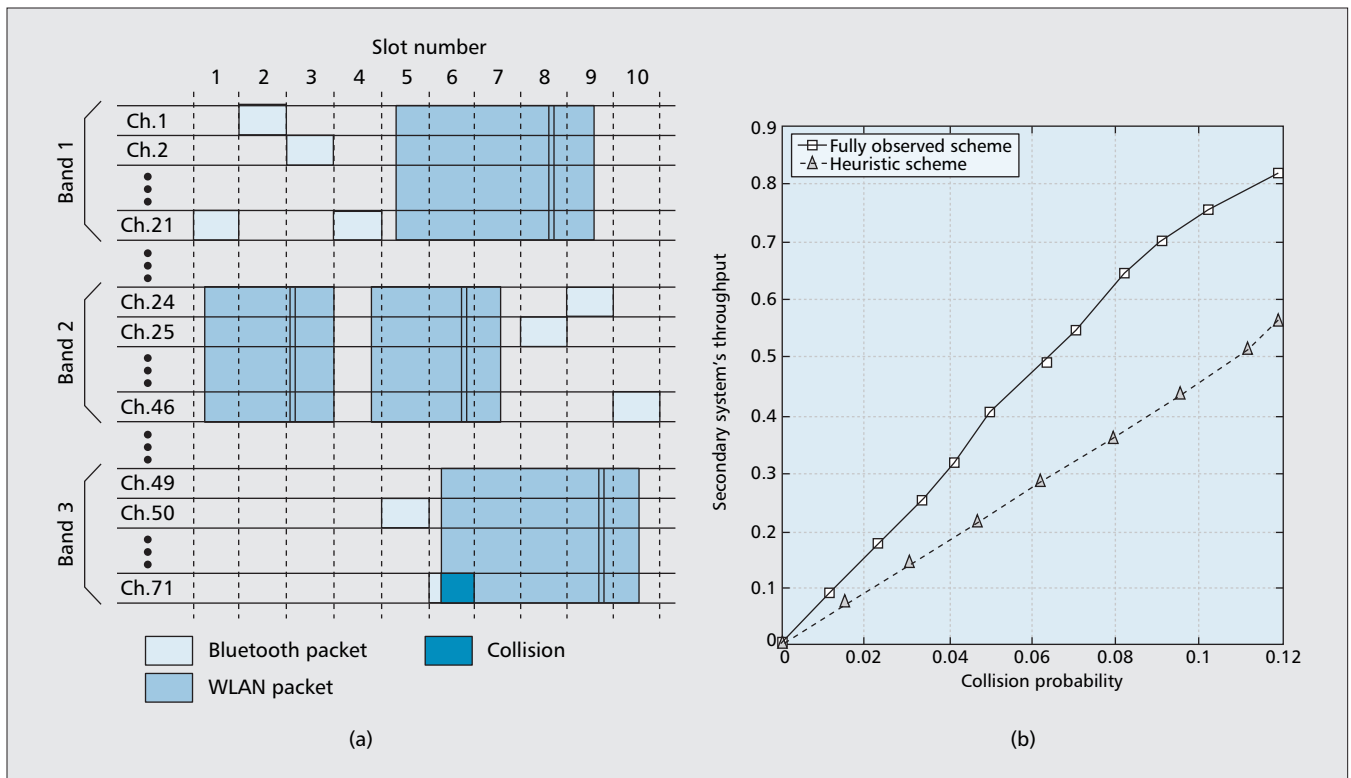 Slot number
1 2 3 4 5 6 7 8 9 10
Band 1
Ch.1
Ch.2
Ch.21
Band 2
Ch.24
Ch.25
Ch.46
Band 3
Ch.49
Ch.50
Ch.71
Bluetooth packet
Collision
WLAN packet
(a)
Secondary system's throughput
0.9
0.8
0.7
0.6
0.5
0.4
0.3
0.2
0.1
0
Fully observed scheme
Heuristic scheme
0 0.02 0.04 0.06 0.08 0.1 0.12
Collision probability
(b)